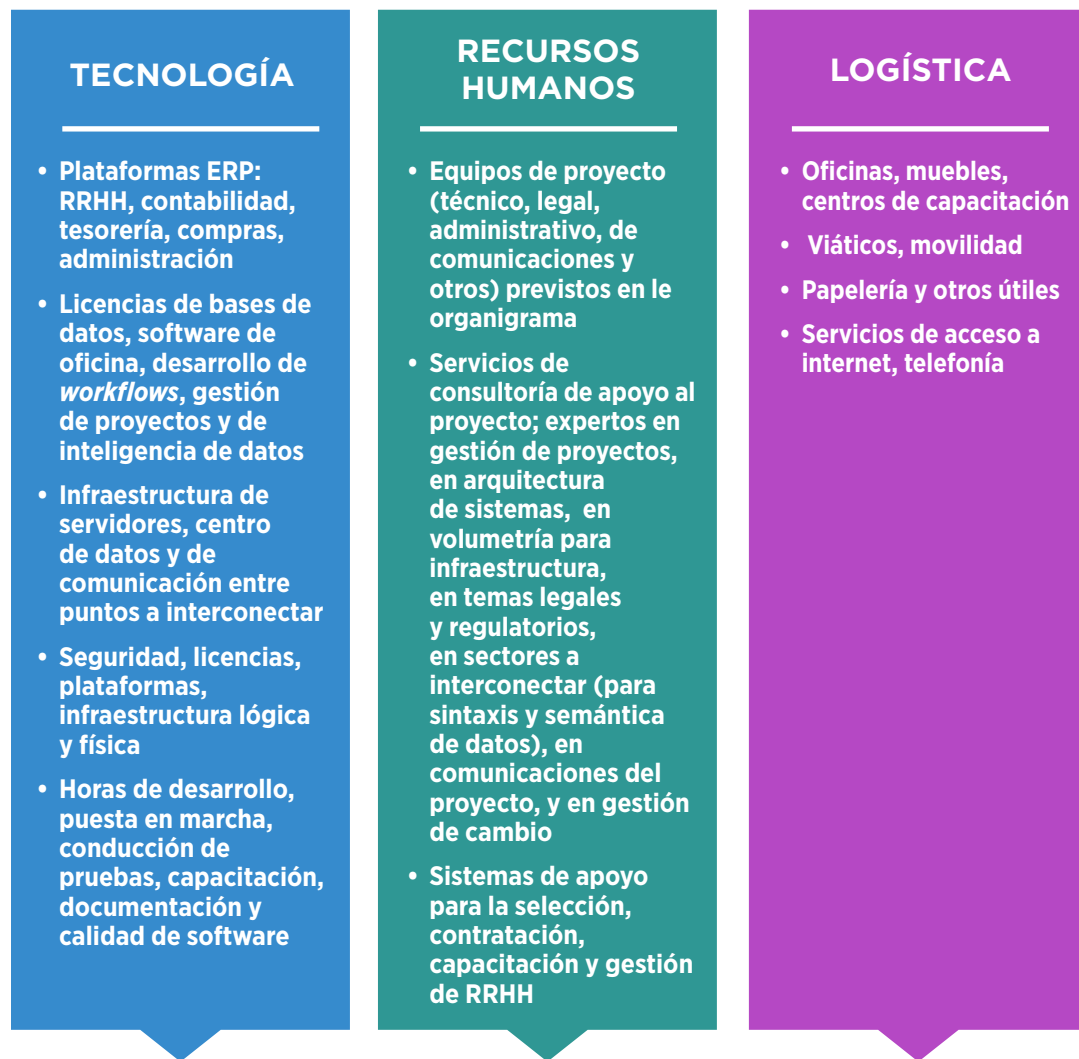 TECNOLOGÍA
• Plataformas ERP:
RRHH, contabilidad,
tesorería, compras,
administración
• Licencias de bases de
datos, software de
oficina, desarrollo de
workflows, gestión
de proyectos y de
inteligencia de datos
• Infraestructura de
servidores, centro
de datos y de
comunicación entre
puntos a interconectar
• Seguridad, licencias,
plataformas,
infraestructura lógica
y física
• Horas de desarrollo,
puesta en marcha,
conducción de
pruebas, capacitación,
documentación y
calidad de software
RECURSOS
HUMANOS
• Equipos de proyecto
(técnico, legal,
administrativo, de
comunicaciones y
otros) previstos en le
organigrama
• Servicios de
consultoría de apoyo al
proyecto; expertos en
gestión de proyectos,
en arquitectura
de sistemas, en
volumetría para
infraestructura,
en temas legales
y regulatorios,
en sectores a
interconectar (para
sintaxis y semántica
de datos), en
comunicaciones del
proyecto, y en gestión
de cambio
• Sistemas de apoyo
para la selección,
contratación,
capacitación y gestión
de RRHH
LOGÍSTICA
• Oficinas, muebles,
centros de capacitación
• Viáticos, movilidad
• Papelería y otros útiles
• Servicios de acceso a
internet, telefonía